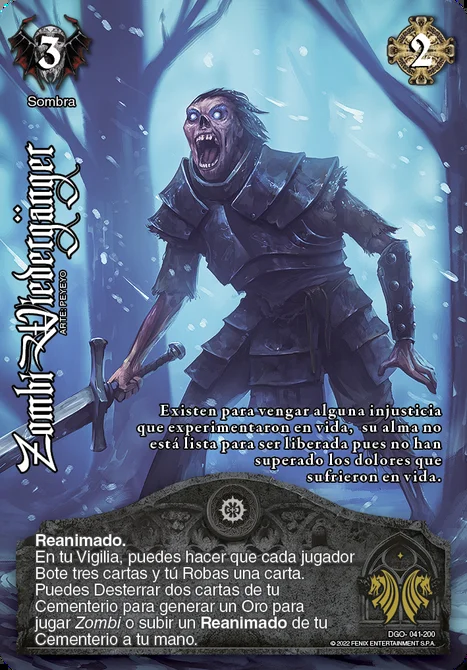 3
2
Sombra
Zombi Wiedergänger
ARTE: PEYEYO
Existen para vengar alguna injusticia
que experimentaron en vida, su alma no
está lista para ser liberada pues no han
superado los dolores que
sufrieron en vida.
Reanimado.
En tu Vigilia, puedes hacer que cada jugador
Bote tres cartas y tú Robas una carta.
Puedes Desterrar dos cartas de tu
Cementerio para generar un Oro para
jugar Zombi o subir un Reanimado de tu
Cementerio a tu mano.
DGO- 041-200
© 2022 FENIX ENTERTAINMENT S.P.A.